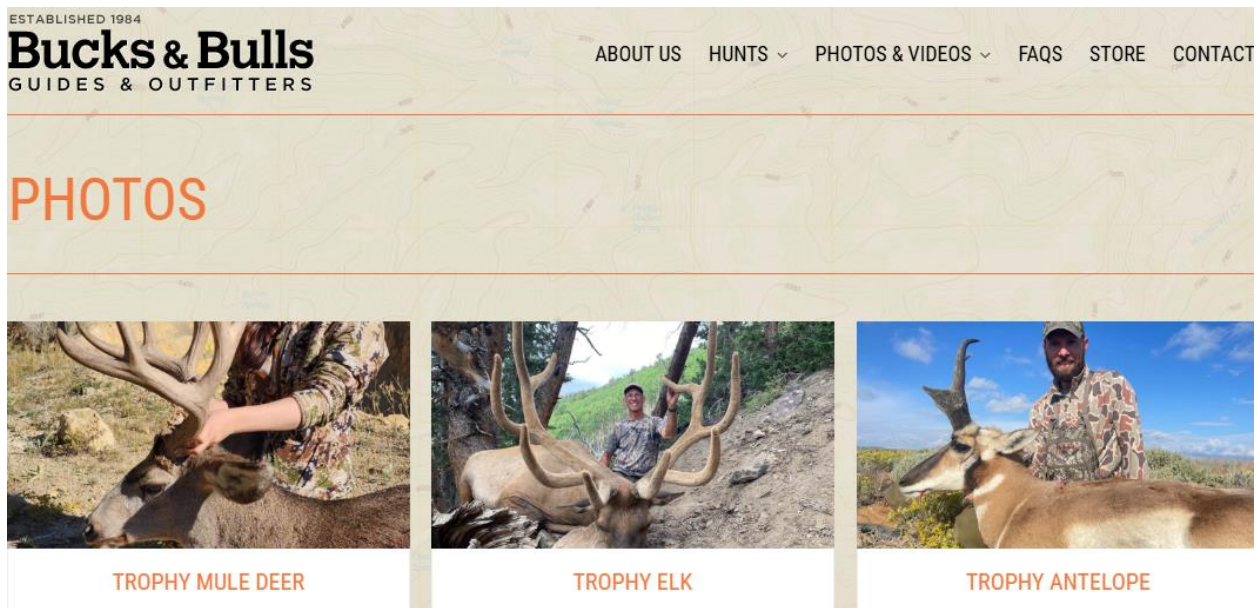 ESTABLISHED 1984
Bucks & Bulls
GUIDES & OUTFITTERS
ABOUT US HUNTS PHOTOS & VIDEOS FAQS STORE CONTACT
PHOTOS
TROPHY MULE DEER TROPHY ELK TROPHY ANTELOPE